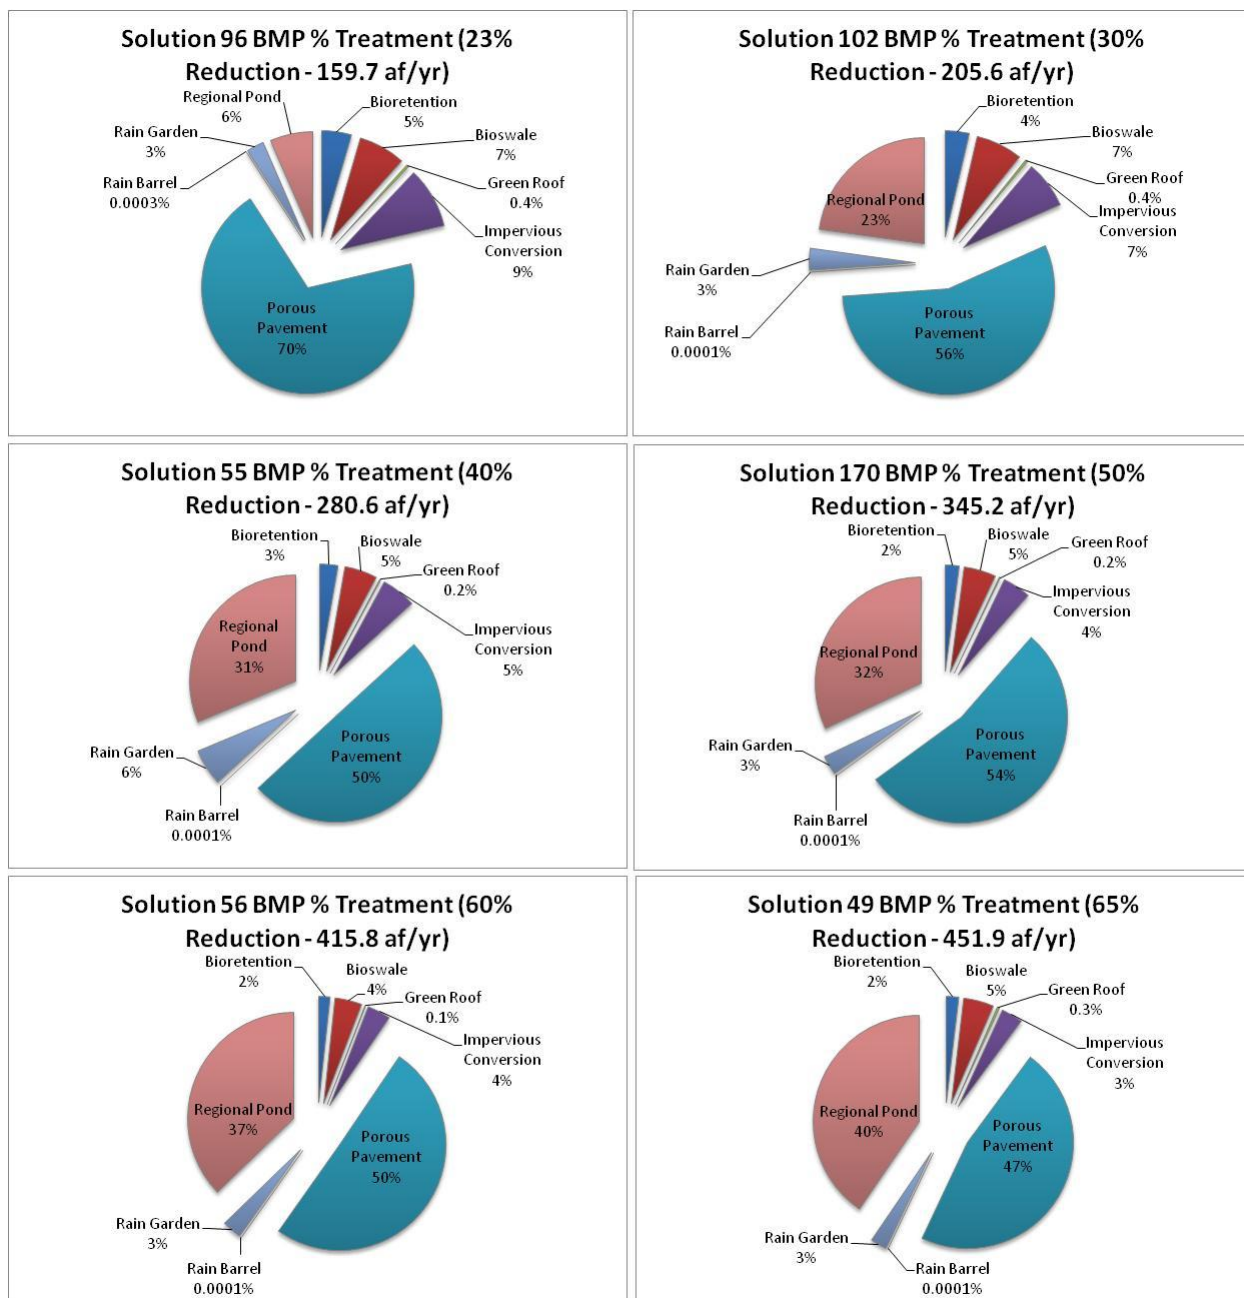 Solution 96 BMP % Treatment (23%
Reduction - 159.7 af/yr)
Regional Pond
6%
Bioretention
5%
Rain Garden
3%
Bioswale
7%
Rain Barrel
0.0003%
Green Roof
0.4%
Impervious
Conversion
9%
Porous
Pavement
70%
Solution 102 BMP % Treatment (30%
Reduction - 205.6 af/yr)
Bioretention
4%
Bioswale
7%
Green Roof
0.4%
Regional Pond
23%
Impervious
Conversion
7%
Rain Garden
3%
Rain Barrel
0.0001%
Porous
Pavement
56%
Solution 55 BMP % Treatment (40%
Reduction - 280.6 af/yr)
Bioretention
3%
Bioswale
5%
Green Roof
0.2%
Regional
Pond
31%
Impervious
Conversion
5%
Rain Garden
6%
Porous
Pavement
50%
Rain Barrel
0.0001%
Solution 170 BMP % Treatment (50%
Reduction - 345.2 af/yr)
Bioretention
2%
Bioswale
5%
Green Roof
0.2%
Impervious
Conversion
4%
Regional Pond
32%
Rain Garden
3%
Porous
Pavement
54%
Rain Barrel
0.0001%
Solution 56 BMP % Treatment (60%
Reduction - 415.8 af/yr)
Bioretention
2%
Bioswale
4%
Green Roof
0.1%
Impervious
Conversion
4%
Regional Pond
37%
Porous
Pavement
50%
Rain Garden
3%
Rain Barrel
0.0001%
Solution 49 BMP % Treatment (65%
Reduction - 451.9 af/yr)
Bioretention
2%
Bioswale
5%
Green Roof
0.3%
Impervious
Conversion
3%
Regional Pond
40%
Porous
Pavement
47%
Rain Garden
3%
Rain Barrel
0.0001%